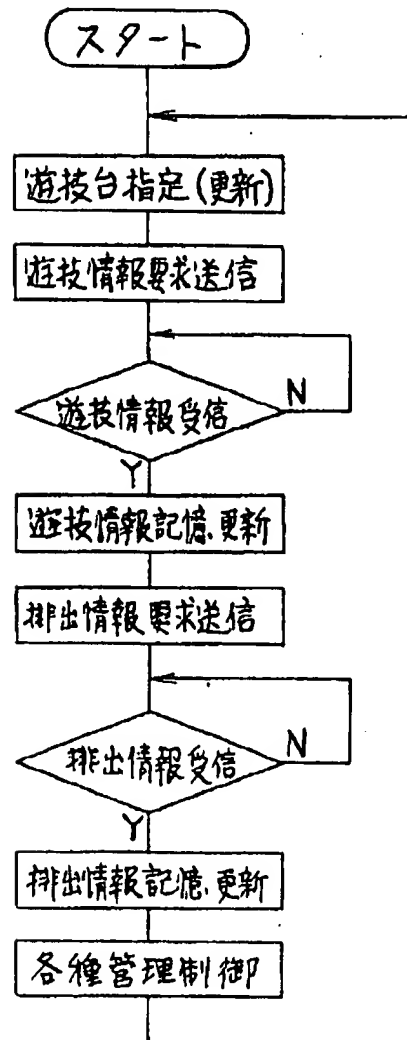 スタート
遊技台指定(更新)
遊技情報要求送信
遊技情報受信
N
Y
遊技情報記憶、更新
排出情報要求送信
排出情報受信
N
Y
排出情報記憶、更新
各種管理制御